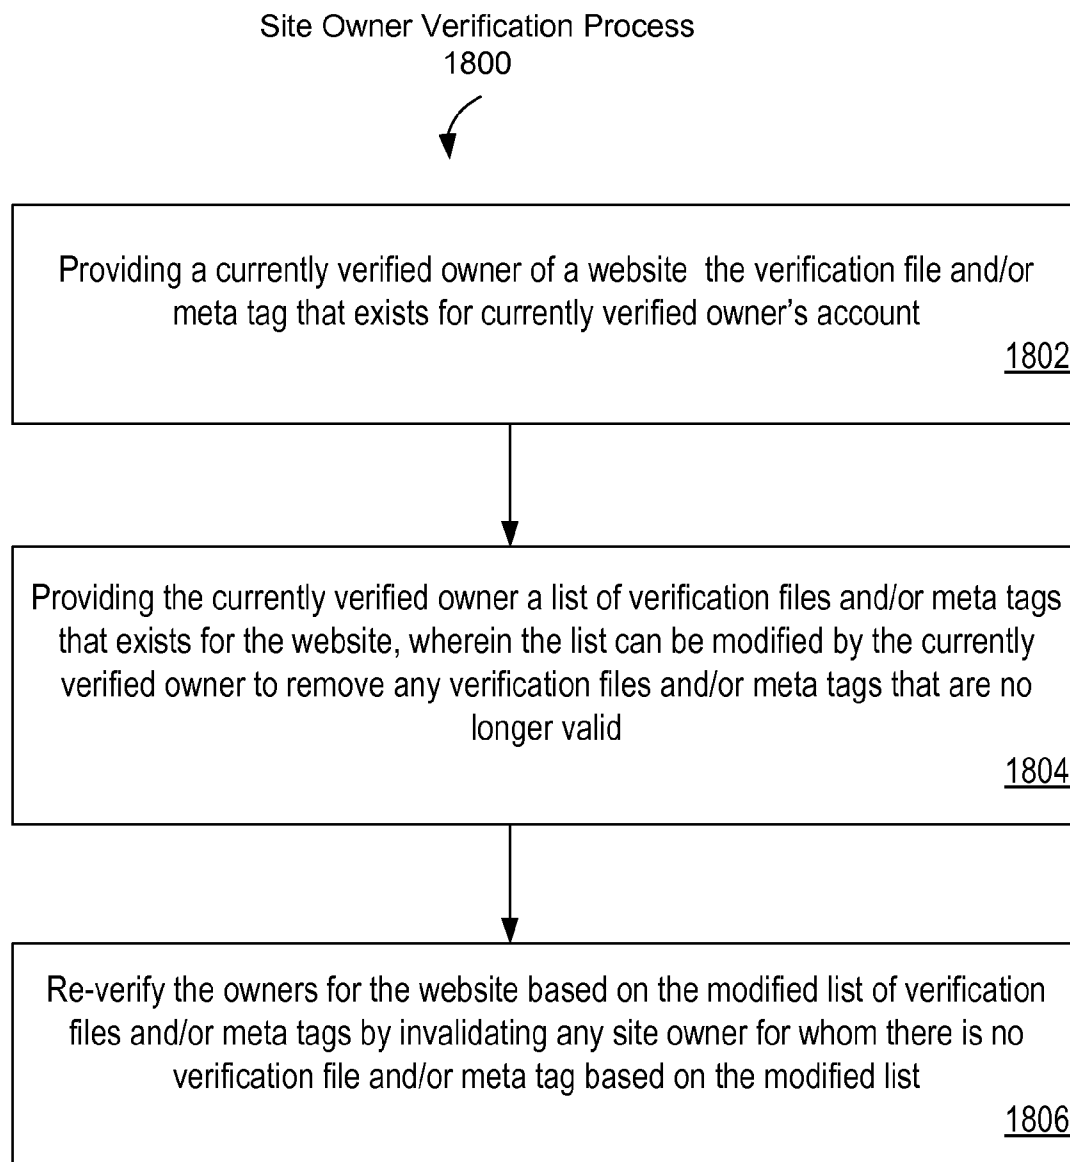 Site Owner Verification Process
1800
Providing a currently verified owner of a website the verification file and/or
meta tag that exists for currently verified owner’s account
1802
Providing the currently verified owner a list of verification files and/or meta tags
that exists for the website, wherein the list can be modified by the currently
verified owner to remove any verification files and/or meta tags that are no
longer valid
1804
Re-verify the owners for the website based on the modified list of verification
files and/or meta tags by invalidating any site owner for whom there is no
verification file and/or meta tag based on the modified list
1806